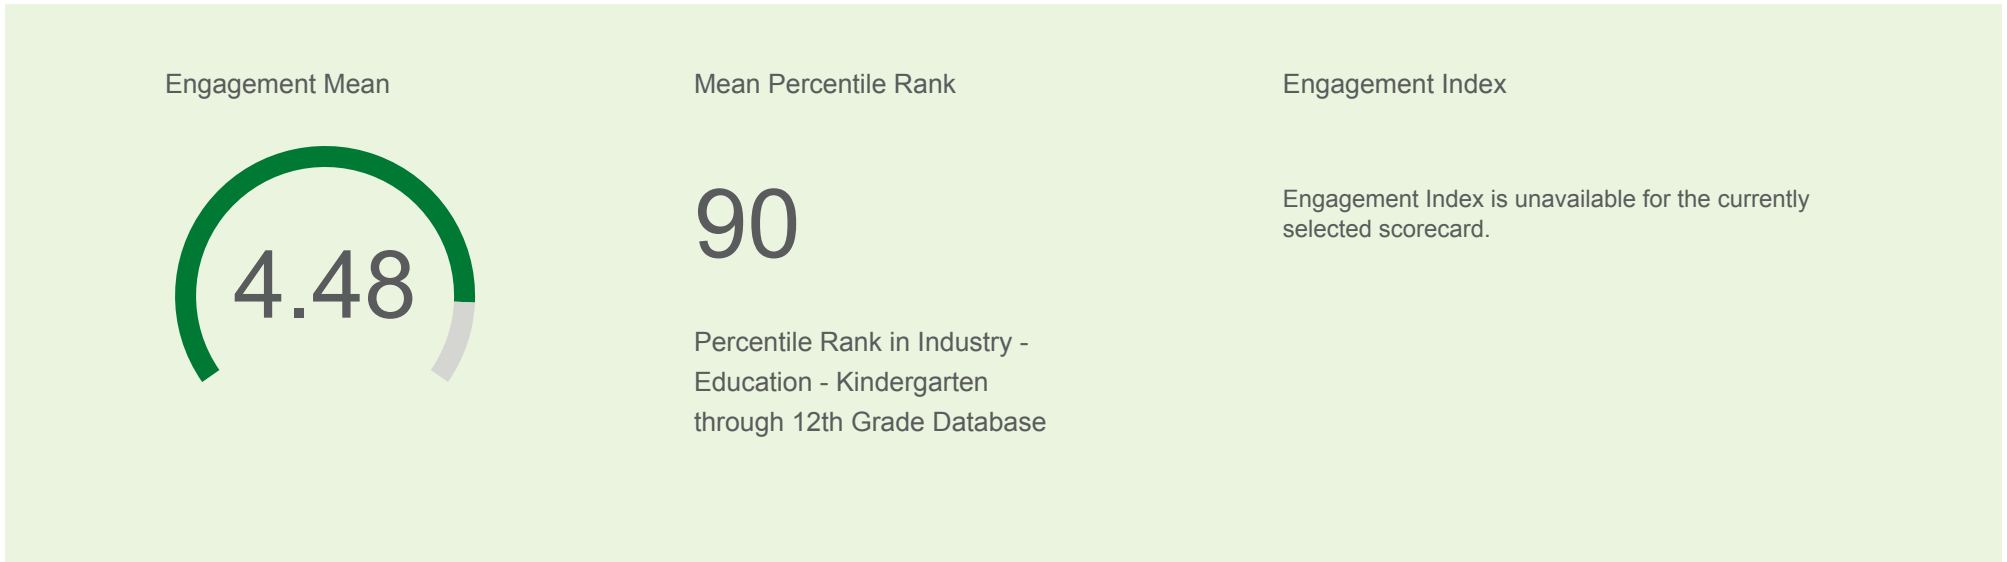 Engagement Mean
4.48
Mean Percentile Rank
90
Percentile Rank in Industry -
Education - Kindergarten
through 12th Grade Database
Engagement Index
Engagement Index is unavailable for the currently
selected scorecard.